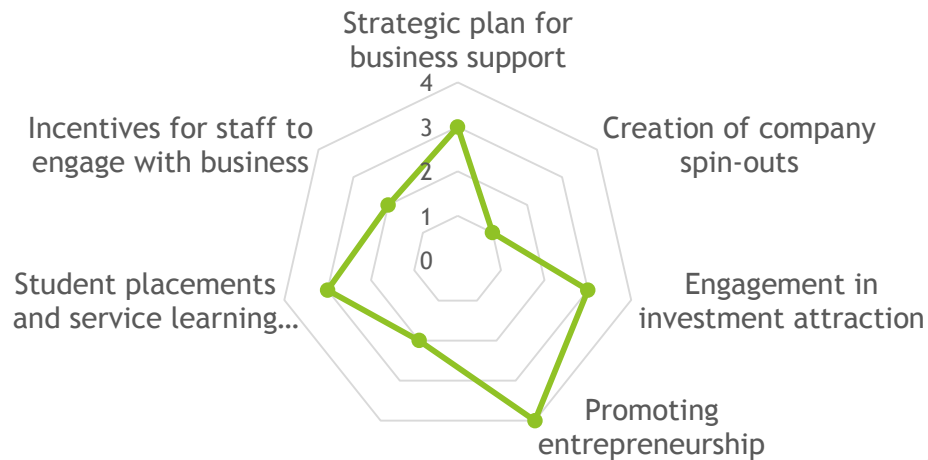 Strategic plan for
business support
4
3
2
1
0
Creation of company
spin-outs
Engagement in
investment attraction
Promoting
entrepreneurship
Student placements
and service learning…
Incentives for staff to
engage with business